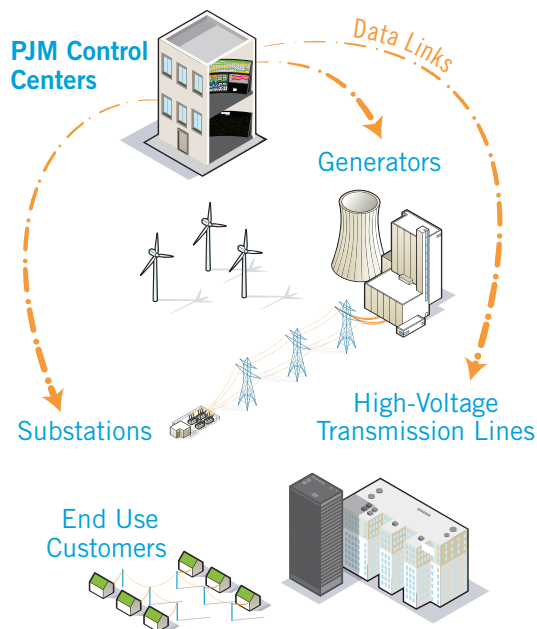 PJM Control
Centers
Data Links
Generators
Substations
High-Voltage
Transmission Lines
End Use
Customers